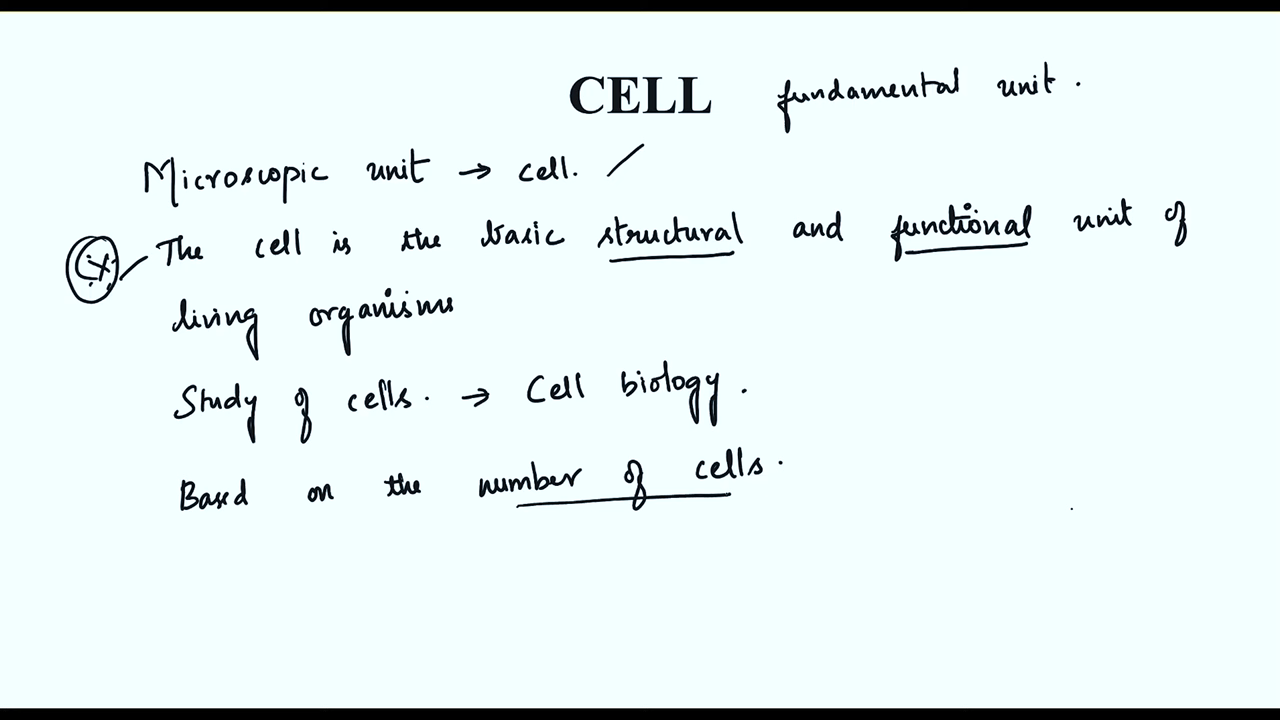 CELL fundamental unit.
Microscopic unit → cell.
The cell is the basic structural and functional unit of
living organisms
Study of cells. → Cell biology.
Based on the number of cells.